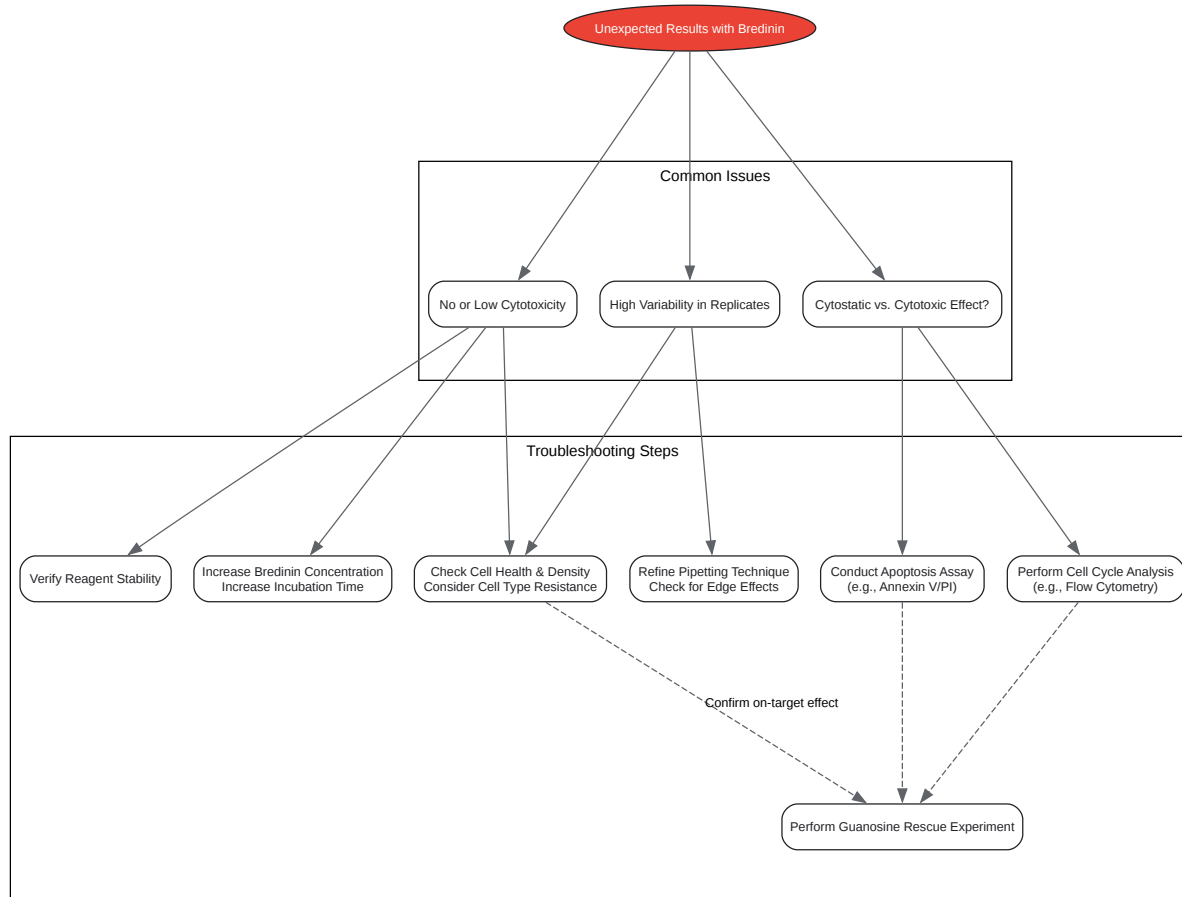 Unexpected Results with Bredinin
Common Issues
No or Low Cytotoxicity
High Variability in Replicates
Cytostatic vs. Cytotoxic Effect?
Troubleshooting Steps
Verify Reagent Stability
Increase Bredinin Concentration
Increase Incubation Time
Check Cell Health & Density
Consider Cell Type Resistance
Refine Pipetting Technique
Check for Edge Effects
Conduct Apoptosis Assay
(e.g., Annexin V/PI)
Perform Cell Cycle Analysis
(e.g., Flow Cytometry)
Confirm on-target effect
Perform Guanosine Rescue Experiment